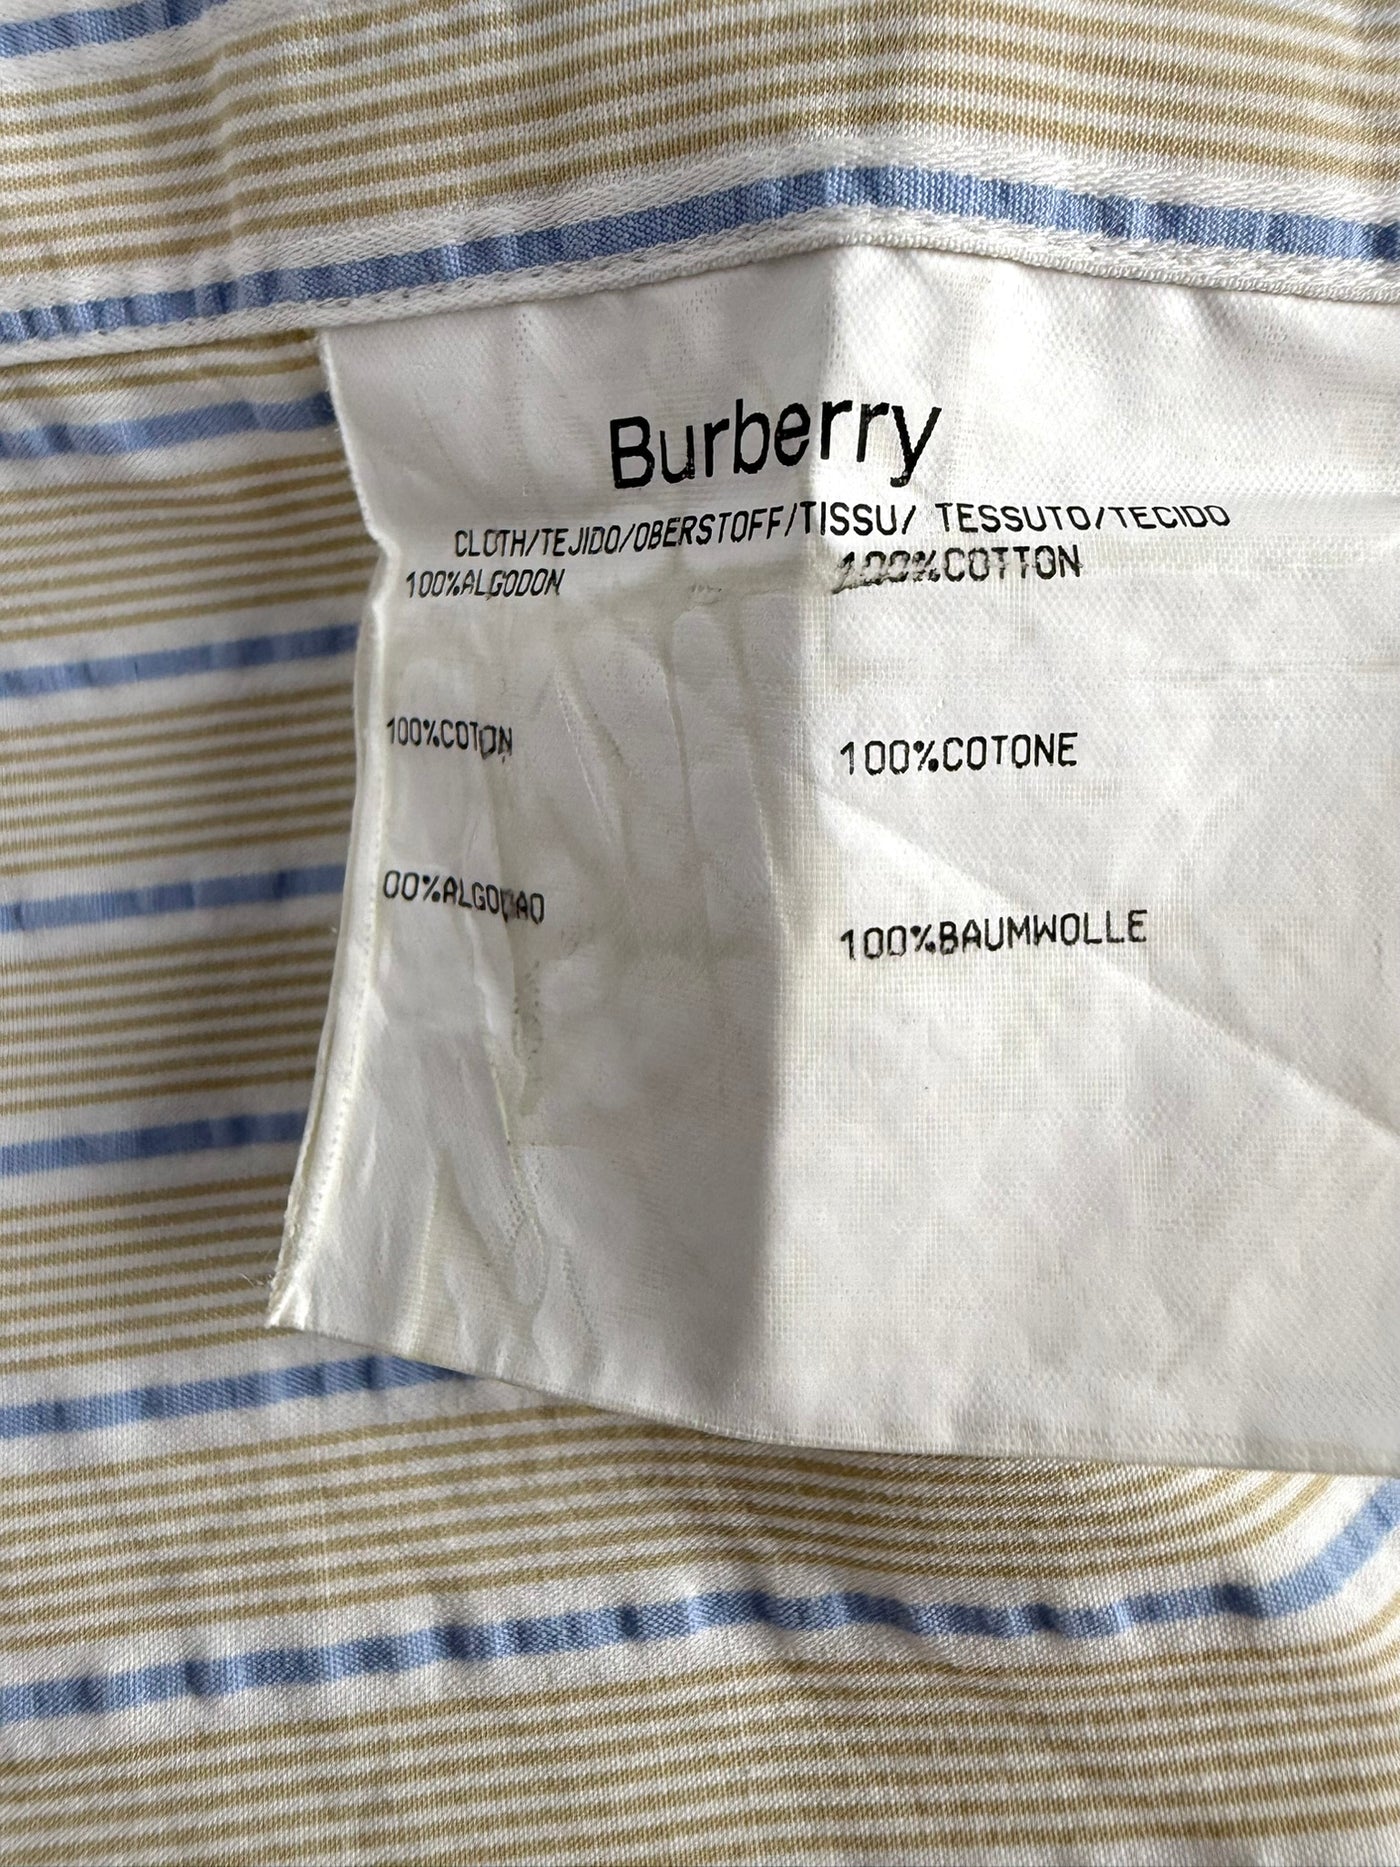 Burberry
CLOTH/TEJIDO/OBERSTOFF/TISSU/ TESSUTO/TECIDO
100%ALGODON 100%COTTON
100%COTON 100%COTONE
00%ALGODAO 100%BAUMWOLLE